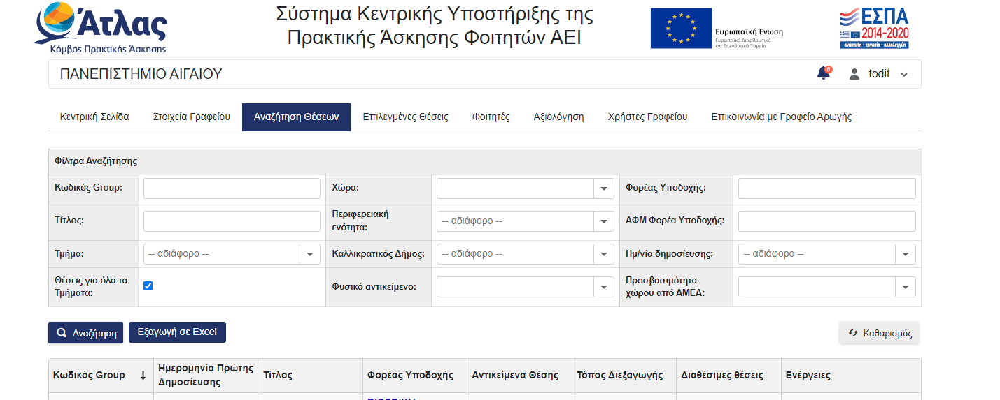 Άτλας
Κόμβος Πρακτικής Άσκησης
Σύστημα Κεντρικής Υποστήριξης της
Πρακτικής Άσκησης Φοιτητών ΑΕΙ
Ευρωπαϊκή Ένωση
Ευρωπαϊκά Διαρθρωτικά
και Επενδυτικά Ταμεία
ΕΣΠΑ
2014-2020
ανάπτυξη - εργασία - αλληλεγγύη
ΠΑΝΕΠΙΣΤΗΜΙΟ ΑΙΓΑΙΟΥ
6
todit
Κεντρική Σελίδα Στοιχεία Γραφείου Αναζήτηση Θέσεων Επιλεγμένες Θέσεις Φοιτητές Αξιολόγηση Χρήστες Γραφείου Επικοινωνία με Γραφείο Αρωγής
Φίλτρα Αναζήτησης
Κωδικός Group: Χώρα: Φορέας Υποδοχής:
Τίτλος: Περιφερειακή
ενότητα: -- αδιάφορο -- ΑΦΜ Φορέα Υποδοχής:
Τμήμα: -- αδιάφορο -- Καλλικρατικός Δήμος: -- αδιάφορο -- Ημ/νία δημοσίευσης: -- αδιάφορο --
Θέσεις για όλα τα
Τμήματα: Φυσικό αντικείμενο: Προσβασιμότητα
χώρου από ΑΜΕΑ:
Αναζήτηση Εξαγωγή σε Excel Καθαρισμός
Κωδικός Group Ημερομηνία Πρώτης
Δημοσίευσης Τίτλος Φορέας Υποδοχής Αντικείμενα Θέσης Τόπος Διεξαγωγής Διαθέσιμες θέσεις Ενέργειες